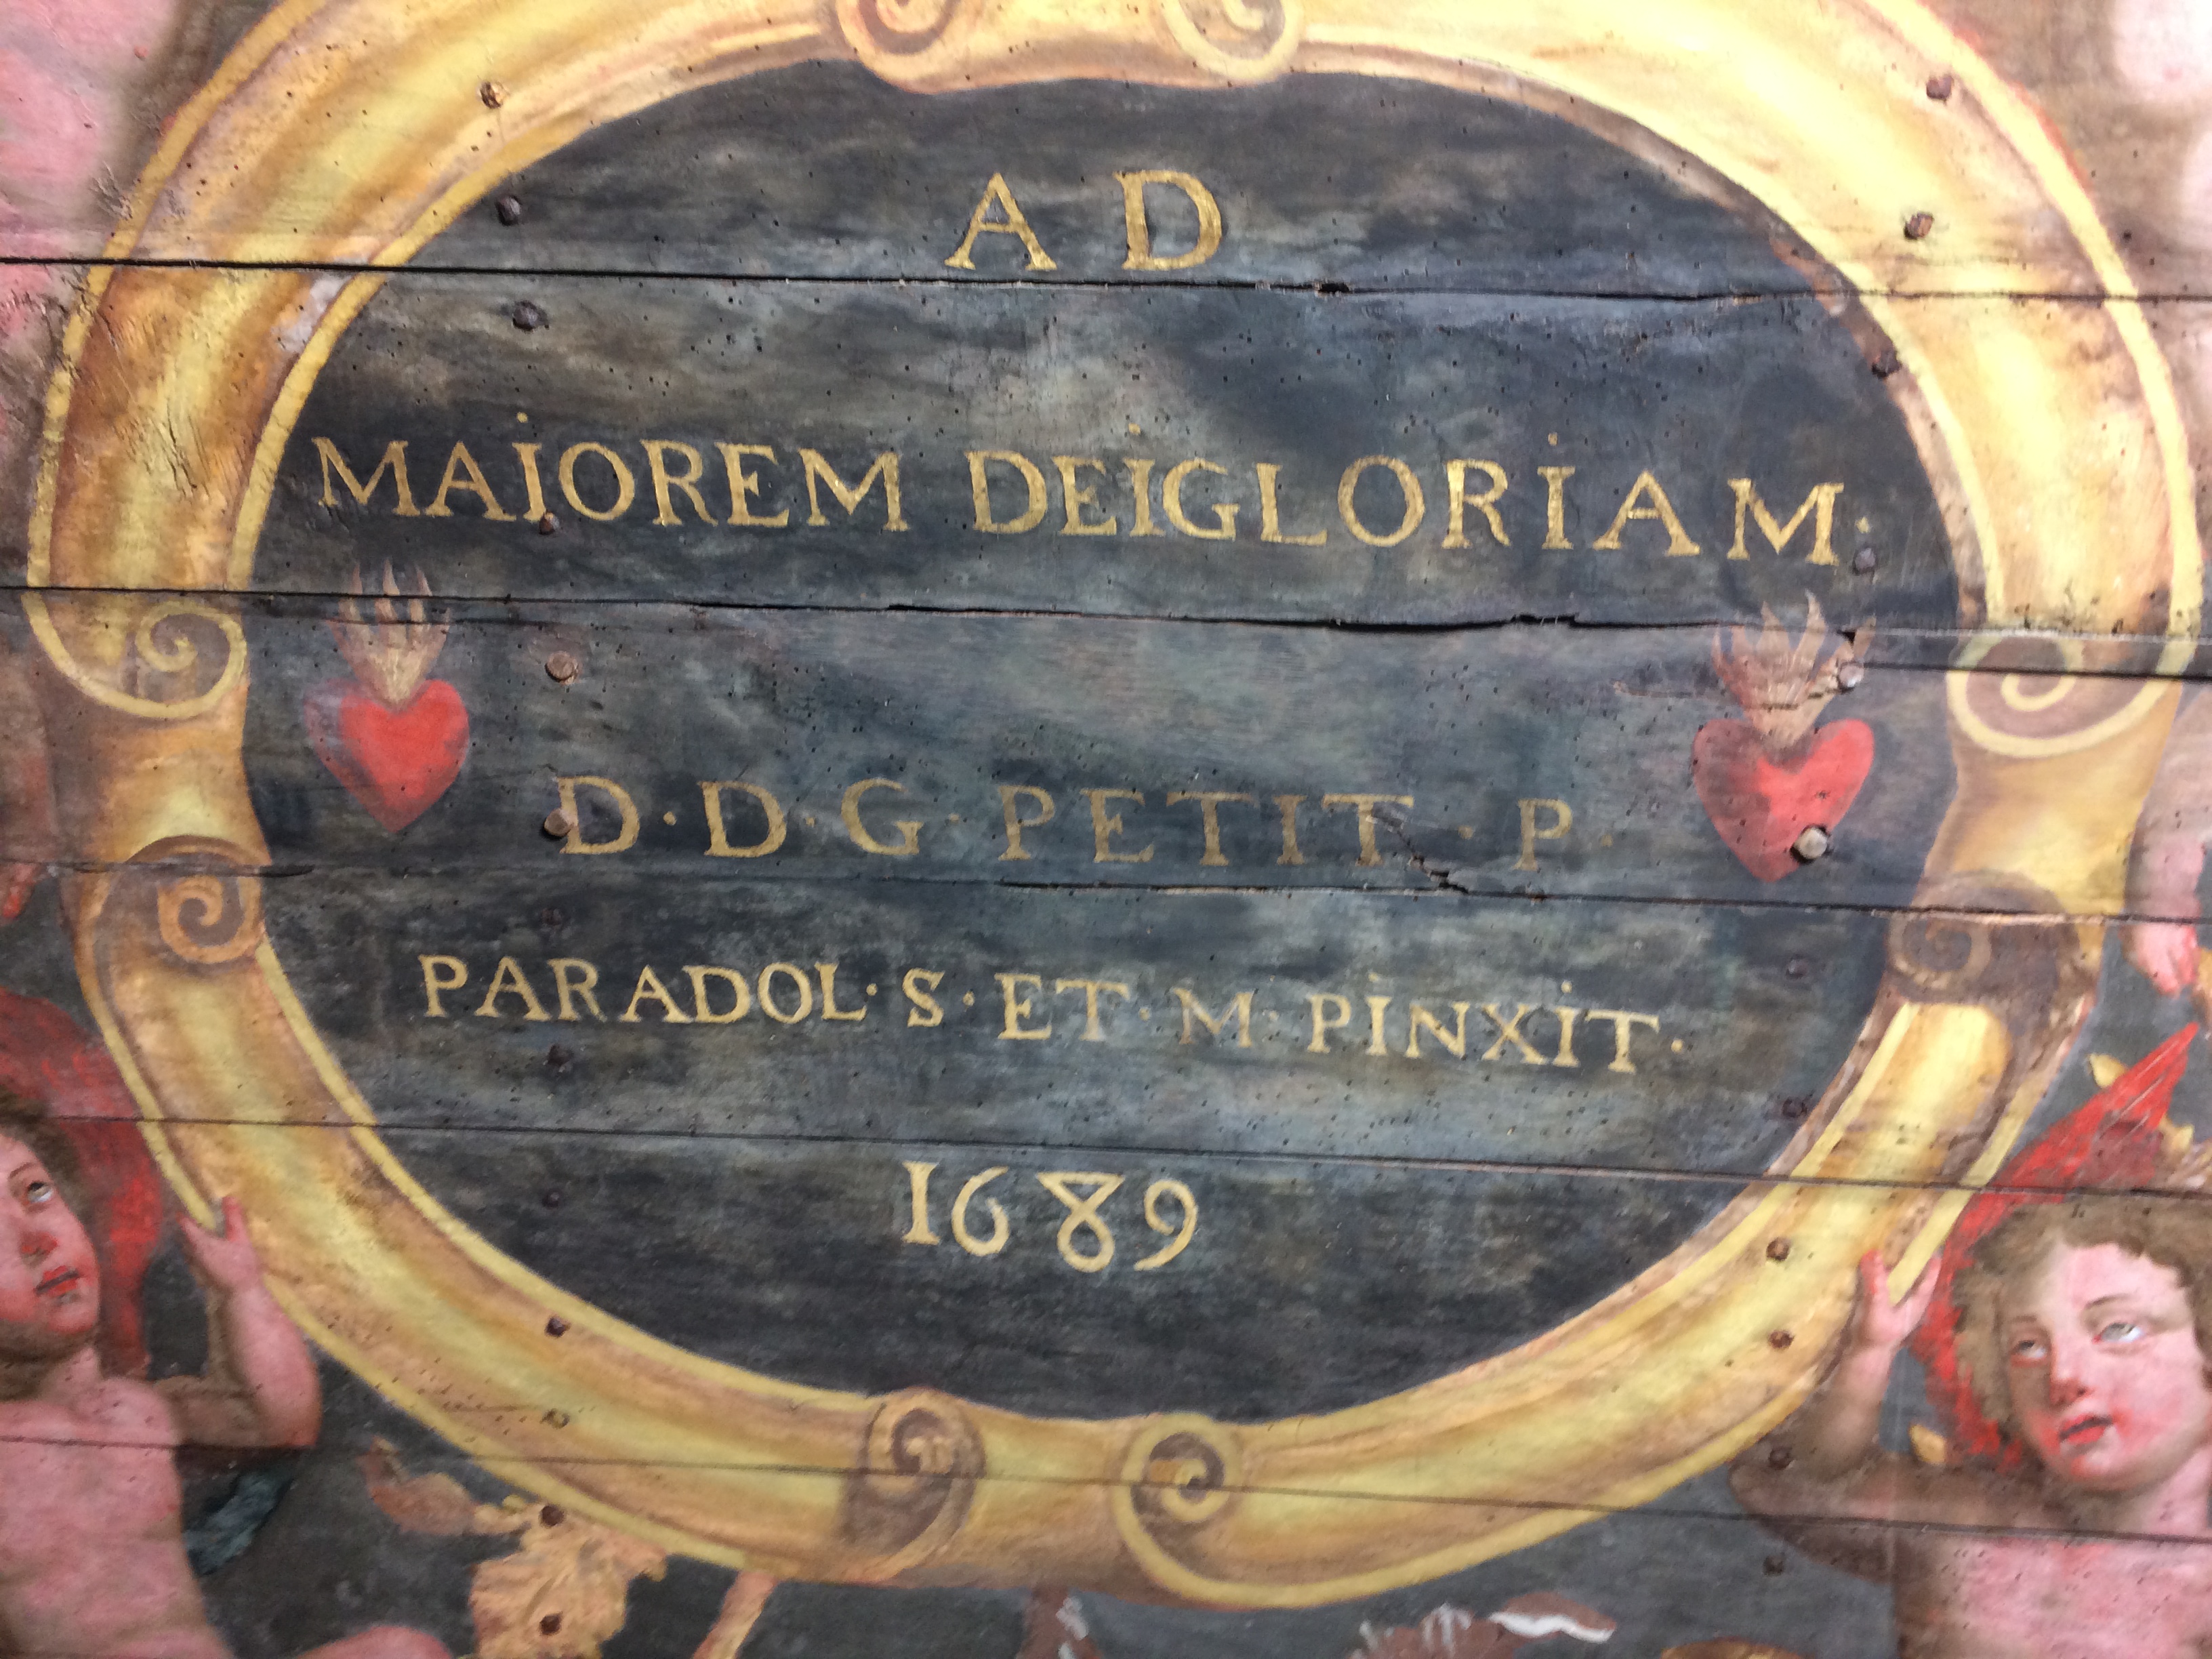 AD
MAIOREM DEIGLORIAM·
D·D·G·PETIT·P·
PARADOL·S·ET·M·PINXIT·
1689